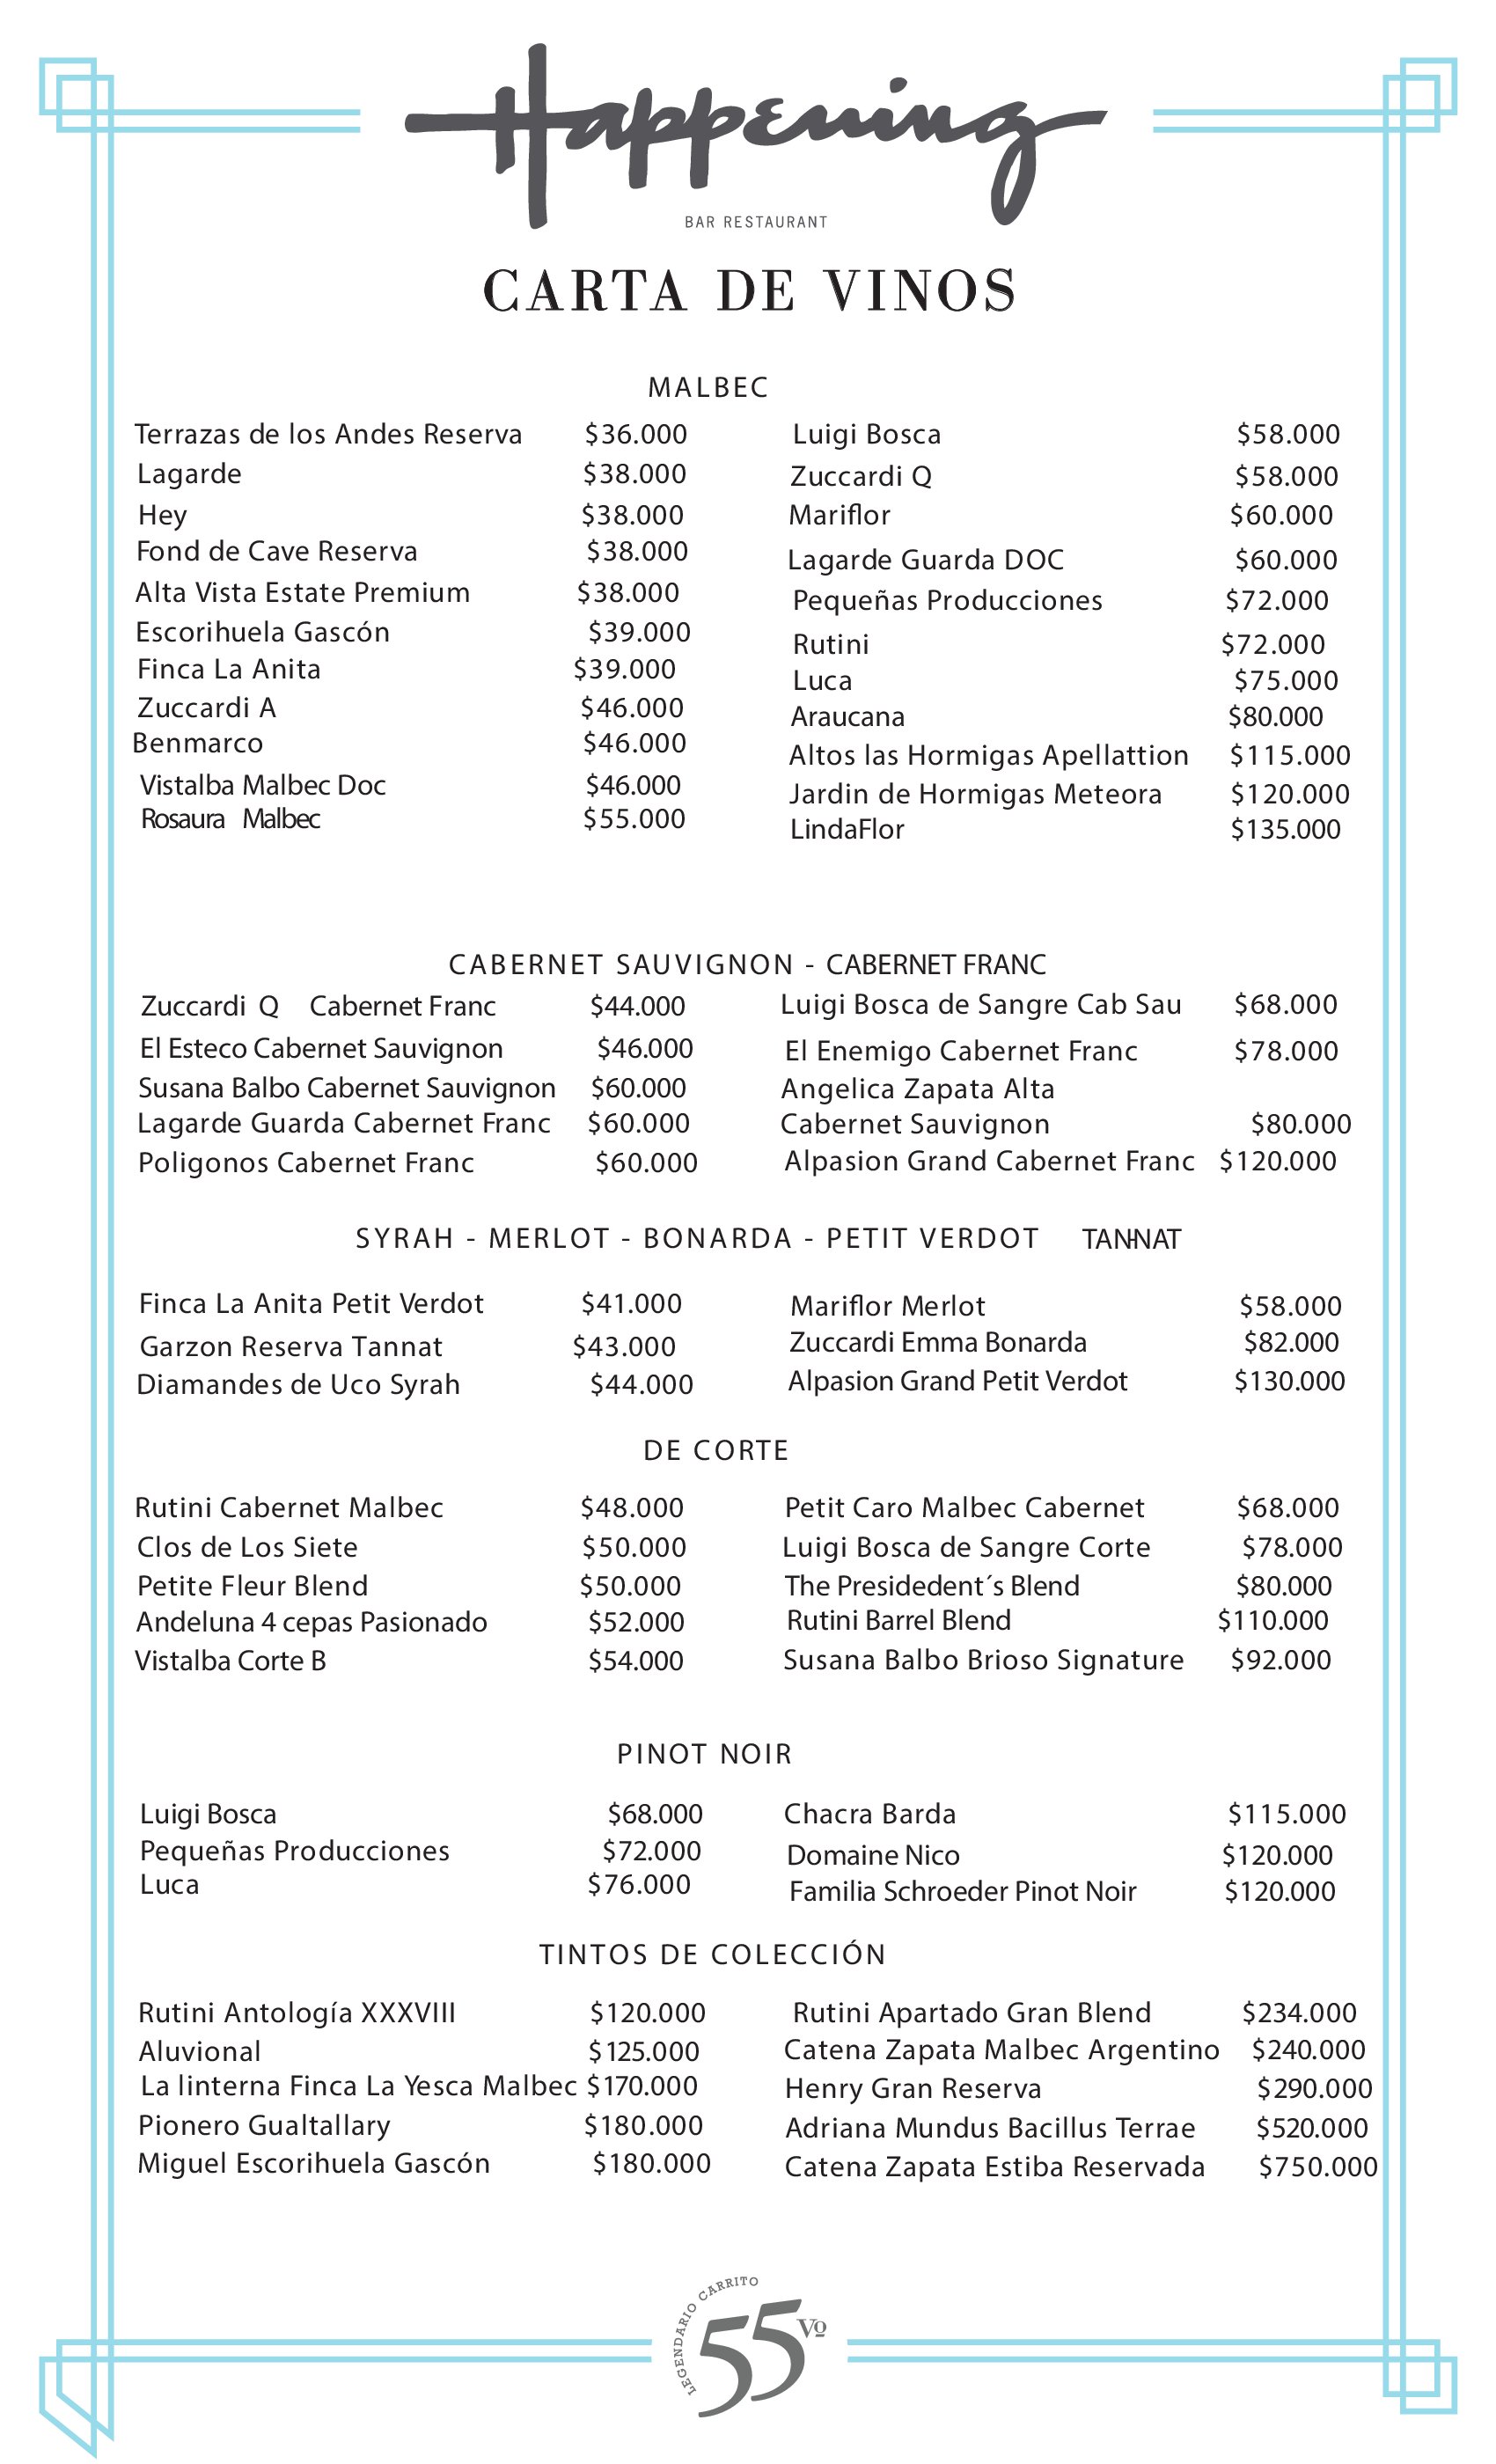 Happening
BAR RESTAURANT
CARTA DE VINOS
MALBEC
Terrazas de los Andes Reserva $36.000
Lagarde $38.000
Hey $38.000
Fond de Cave Reserva $38.000
Alta Vista Estate Premium $38.000
Escorihuela Gascón $39.000
Finca La Anita $39.000
Zuccardi A $46.000
Benmarco $46.000
Vistalba Malbec Doc $46.000
Rosaura Malbec $55.000
Luigi Bosca $58.000
Zuccardi Q $58.000
Mariflor $60.000
Lagarde Guarda DOC $60.000
Pequeñas Producciones $72.000
Rutini $72.000
Luca $75.000
Araucana $80.000
Altos las Hormigas Apellattion $115.000
Jardin de Hormigas Meteora $120.000
LindaFlor $135.000
CABERNET SAUVIGNON - CABERNET FRANC
Zuccardi Q Cabernet Franc $44.000
El Esteco Cabernet Sauvignon $46.000
Susana Balbo Cabernet Sauvignon $60.000
Lagarde Guarda Cabernet Franc $60.000
Poligonos Cabernet Franc $60.000
Luigi Bosca de Sangre Cab Sau $68.000
El Enemigo Cabernet Franc $78.000
Angelica Zapata Alta
Cabernet Sauvignon $80.000
Alpasion Grand Cabernet Franc $120.000
SYRAH - MERLOT - BONARDA - PETIT VERDOT TAN-NAT
Finca La Anita Petit Verdot $41.000
Garzon Reserva Tannat $43.000
Diamandes de Uco Syrah $44.000
Mariflor Merlot $58.000
Zuccardi Emma Bonarda $82.000
Alpasion Grand Petit Verdot $130.000
DE CORTE
Rutini Cabernet Malbec $48.000
Clos de Los Siete $50.000
Petite Fleur Blend $50.000
Andeluna 4 cepas Pasionado $52.000
Vistalba Corte B $54.000
Petit Caro Malbec Cabernet $68.000
Luigi Bosca de Sangre Corte $78.000
The Presidedent´s Blend $80.000
Rutini Barrel Blend $110.000
Susana Balbo Brioso Signature $92.000
PINOT NOIR
Luigi Bosca $68.000
Pequeñas Producciones $72.000
Luca $76.000
Chacra Barda $115.000
Domaine Nico $120.000
Familia Schroeder Pinot Noir $120.000
TINTOS DE COLECCIÓN
Rutini Antología XXXVIII $120.000
Aluvional $125.000
La linterna Finca La Yesca Malbec $170.000
Pionero Gualtallary $180.000
Miguel Escorihuela Gascón $180.000
Rutini Apartado Gran Blend $234.000
Catena Zapata Malbec Argentino $240.000
Henry Gran Reserva $290.000
Adriana Mundus Bacillus Terrae $520.000
Catena Zapata Estiba Reservada $750.000
LEGENDARIO CARRITO
55 Vº